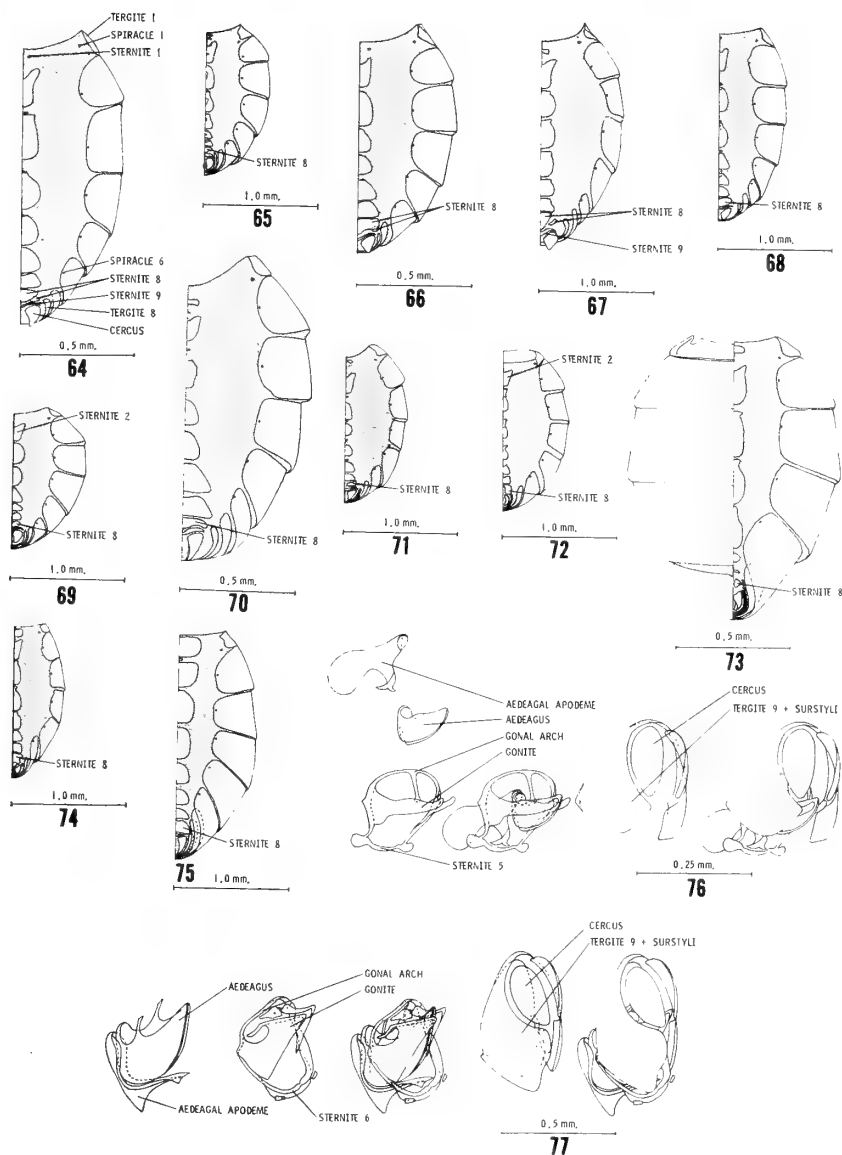 TERGITE 1
SPIRACLE 1
STERNITE 1
SPIRACLE 6
STERNITE 8
STERNITE 9
TERGITE 8
CERCUS
0.5 mm.
64
STERNITE 8
1.0 mm.
65
STERNITE 8
0.5 mm.
66
STERNITE 8
STERNITE 9
1.0 mm.
67
STERNITE 8
1.0 mm.
68
STERNITE 2
STERNITE 8
1.0 mm.
69
STERNITE 8
0.5 mm.
70
STERNITE 8
1.0 mm.
71
STERNITE 2
STERNITE 8
1.0 mm.
72
STERNITE 8
0.5 mm.
73
STERNITE 8
1.0 mm.
74
STERNITE 8
75
1.0 mm.
AEDEAGAL APODEME
AEDEAGUS
GONAL ARCH
GONITE
STERNITE 5
CERCUS
TERGITE 9 + SURSTYLI
0.25 mm.
76
AEDEAGUS
GONAL ARCH
GONITE
AEDEAGAL APODEME
STERNITE 6
CERCUS
TERGITE 9 + SURSTYLI
0.5 mm.
77